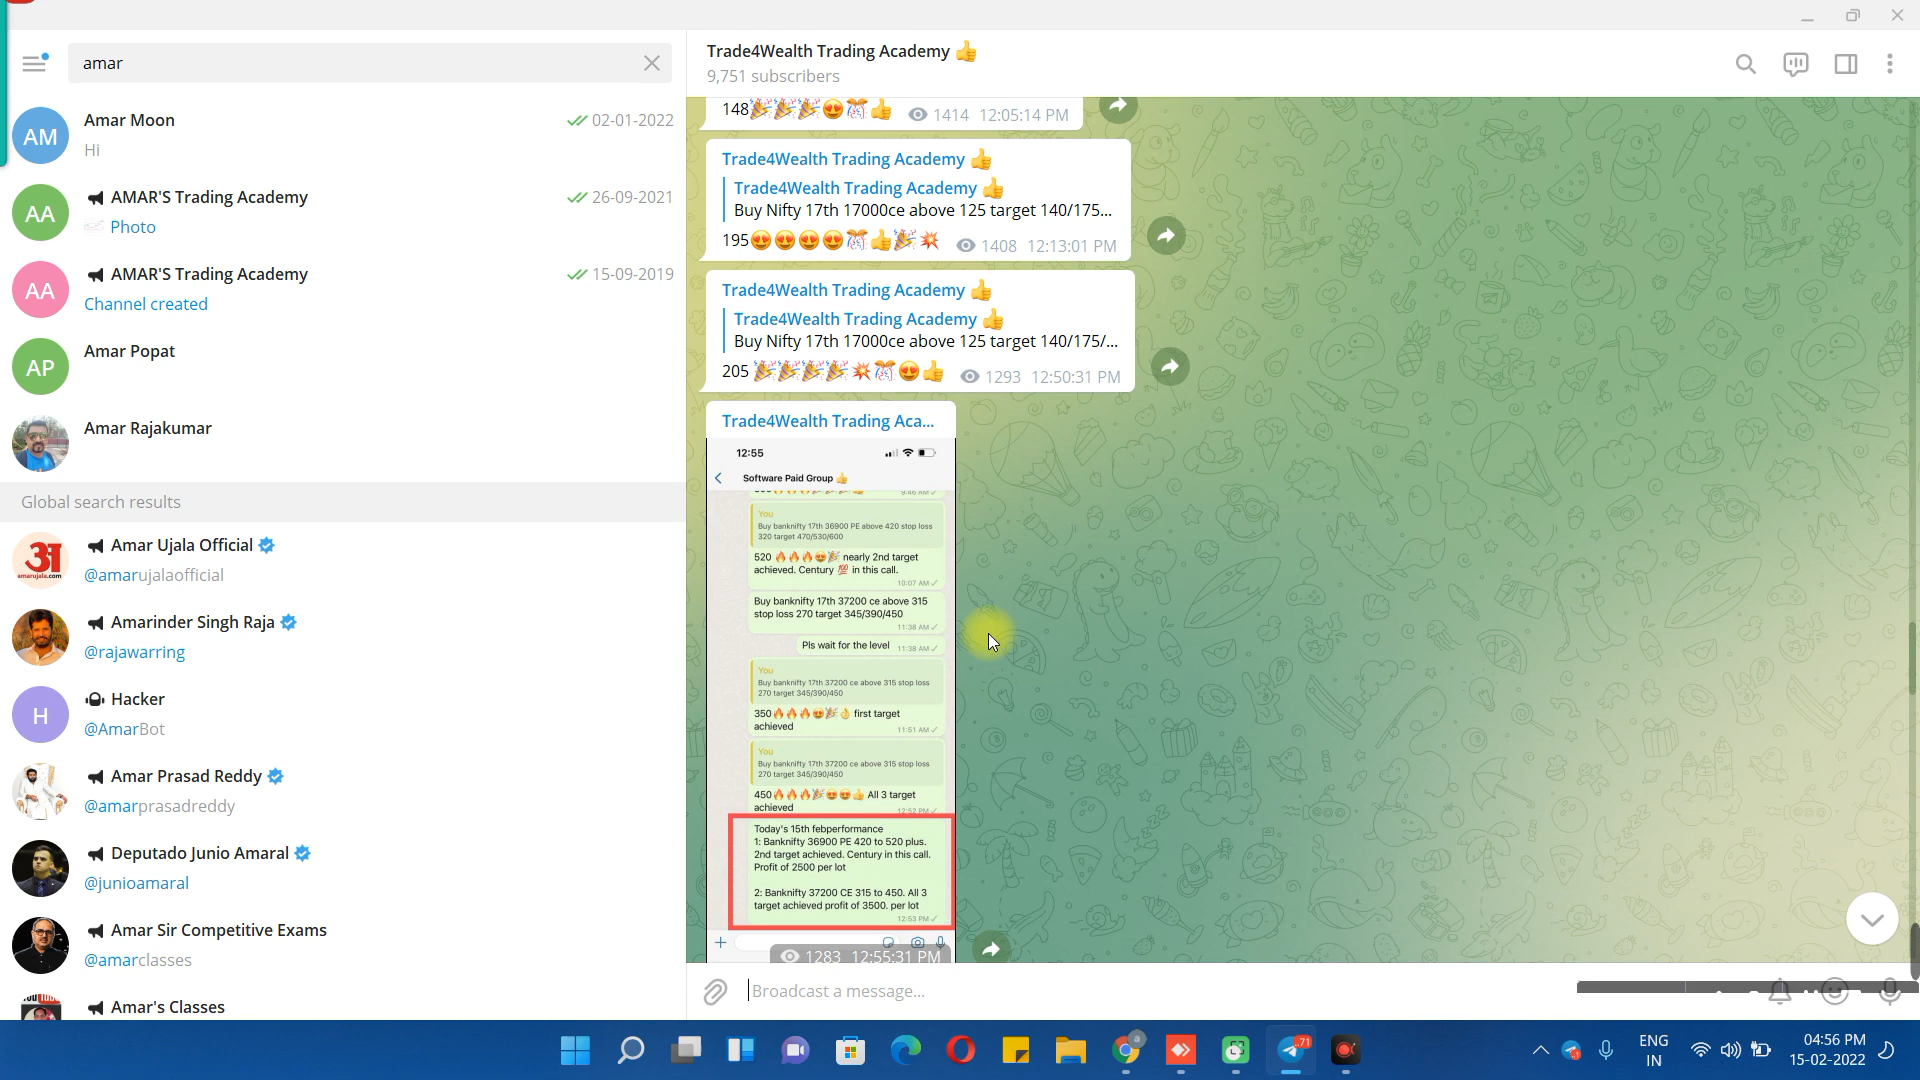 amar
Amar Moon
02-01-2022
Hi
AA
AMAR'S Trading Academy
26-09-2021
Photo
AA
AMAR'S Trading Academy
15-09-2019
Channel created
AP
Amar Popat
Amar Rajakumar
Global search results
अ
amarujala.com
Amar Ujala Official
@amarujalaofficial
Amarinder Singh Raja
@rajawarring
H
Hacker
@AmarBot
Amar Prasad Reddy
@amarprasadreddy
Deputado Junio Amaral
@junioamaral
Amar Sir Competitive Exams
@amarclasses
Amar's Classes
AM
Trade4Wealth Trading Academy 👍
9,751 subscribers
148🎉🎉🎉😍🎊👍 1414 12:05:14 PM
Trade4Wealth Trading Academy 👍
Trade4Wealth Trading Academy 👍
Buy Nifty 17th 17000ce above 125 target 140/175...
195😍😍😍😍🎊👍🎉💥 1408 12:13:01 PM
Trade4Wealth Trading Academy 👍
Trade4Wealth Trading Academy 👍
Buy Nifty 17th 17000ce above 125 target 140/175/...
205 🎉🎉🎉🎉💥🎊😍👍 1293 12:50:31 PM
Trade4Wealth Trading Aca...
12:55
Software Paid Group 👍
9:46 AM
You
Buy banknifty 17th 36900 PE above 420 stop loss
320 target 470/530/600
520 🔥🔥🔥😍🎉 nearly 2nd target
achieved. Century 💯 in this call.
10:07 AM
Buy banknifty 17th 37200 ce above 315
stop loss 270 target 345/390/450
11:38 AM
Pls wait for the level 11:38 AM
You
Buy banknifty 17th 37200 ce above 315 stop loss
270 target 345/390/450
350🔥🔥🔥😍🎉👌 first target
achieved
11:51 AM
You
Buy banknifty 17th 37200 ce above 315 stop loss
270 target 345/390/450
450🔥🔥🔥🎉😍😍👍 All 3 target
achieved
12:52 PM
Today's 15th febperformance
1: Banknifty 36900 PE 420 to 520 plus.
2nd target achieved. Century in this call.
Profit of 2500 per lot
2: Banknifty 37200 CE 315 to 450. All 3
target achieved profit of 3500. per lot
12:53 PM
1283 12:55:31 PM
Broadcast a message...
a
71
ENG
IN
04:56 PM
15-02-2022